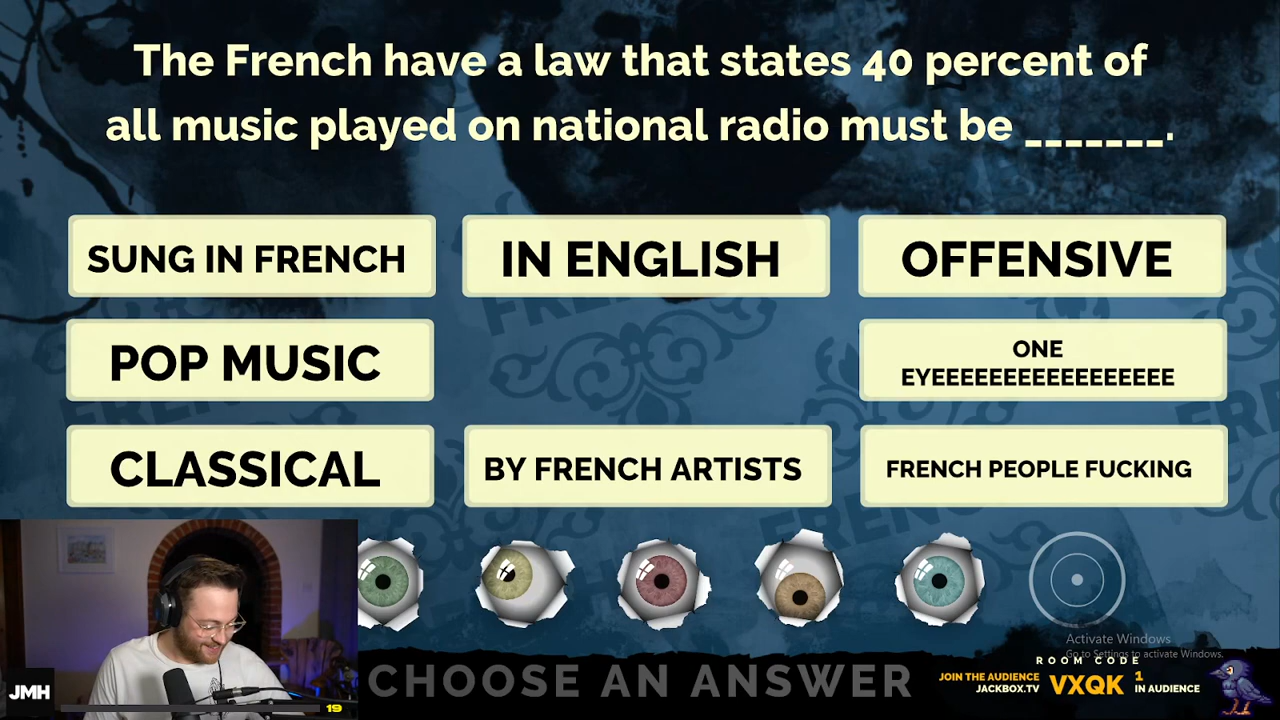 The French have a law that states 40 percent of
all music played on national radio must be _______.
SUNG IN FRENCH
IN ENGLISH
OFFENSIVE
POP MUSIC
ONE
EYEEEEEEEEEEEEEEEEE
CLASSICAL
BY FRENCH ARTISTS
FRENCH PEOPLE FUCKING
Activate Windows
Go to Settings to activate Windows.
CHOOSE AN ANSWER
ROOM CODE
JOIN THE AUDIENCE
JACKBOX.TV
VXQK
1
IN AUDIENCE
JMH
19